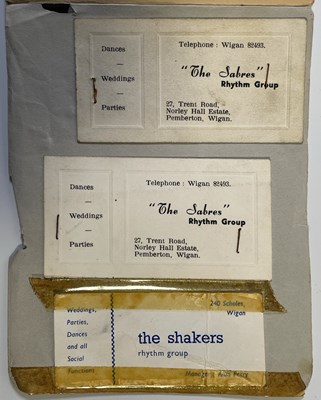 Dances
—
Weddings
—
Parties
Telephone : Wigan 82493.
"The Sabres"
Rhythm Group
27, Trent Road,
Norley Hall Estate,
Pemberton, Wigan.
Dances
—
Weddings
—
Parties
Telephone : Wigan 82493.
"The Sabres"
Rhythm Group
27, Trent Road,
Norley Hall Estate,
Pemberton, Wigan.
Weddings,
Parties,
Dances
and all
Social
Functions
240 Scholes,
Wigan
the shakers
rhythm group